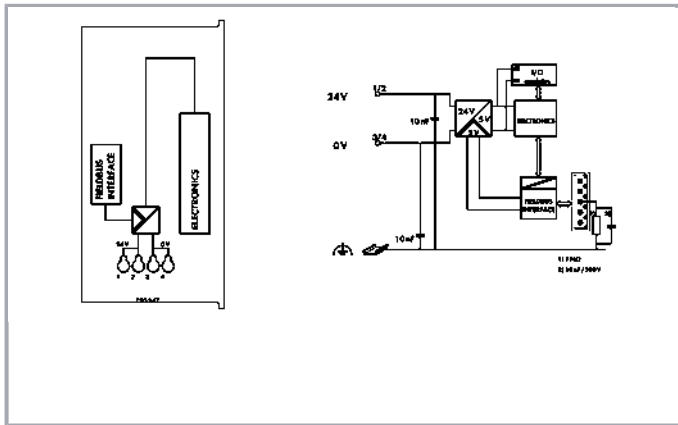 FIELDBUS
INTERFACE
ELECTRONICS
24V
0V
1 2 3 4
24V
1/2
10 nF
0V
3/4
10 nF
24V
5V
5V
I/O
ELECTRONICS
FIELDBUS
INTERFACE